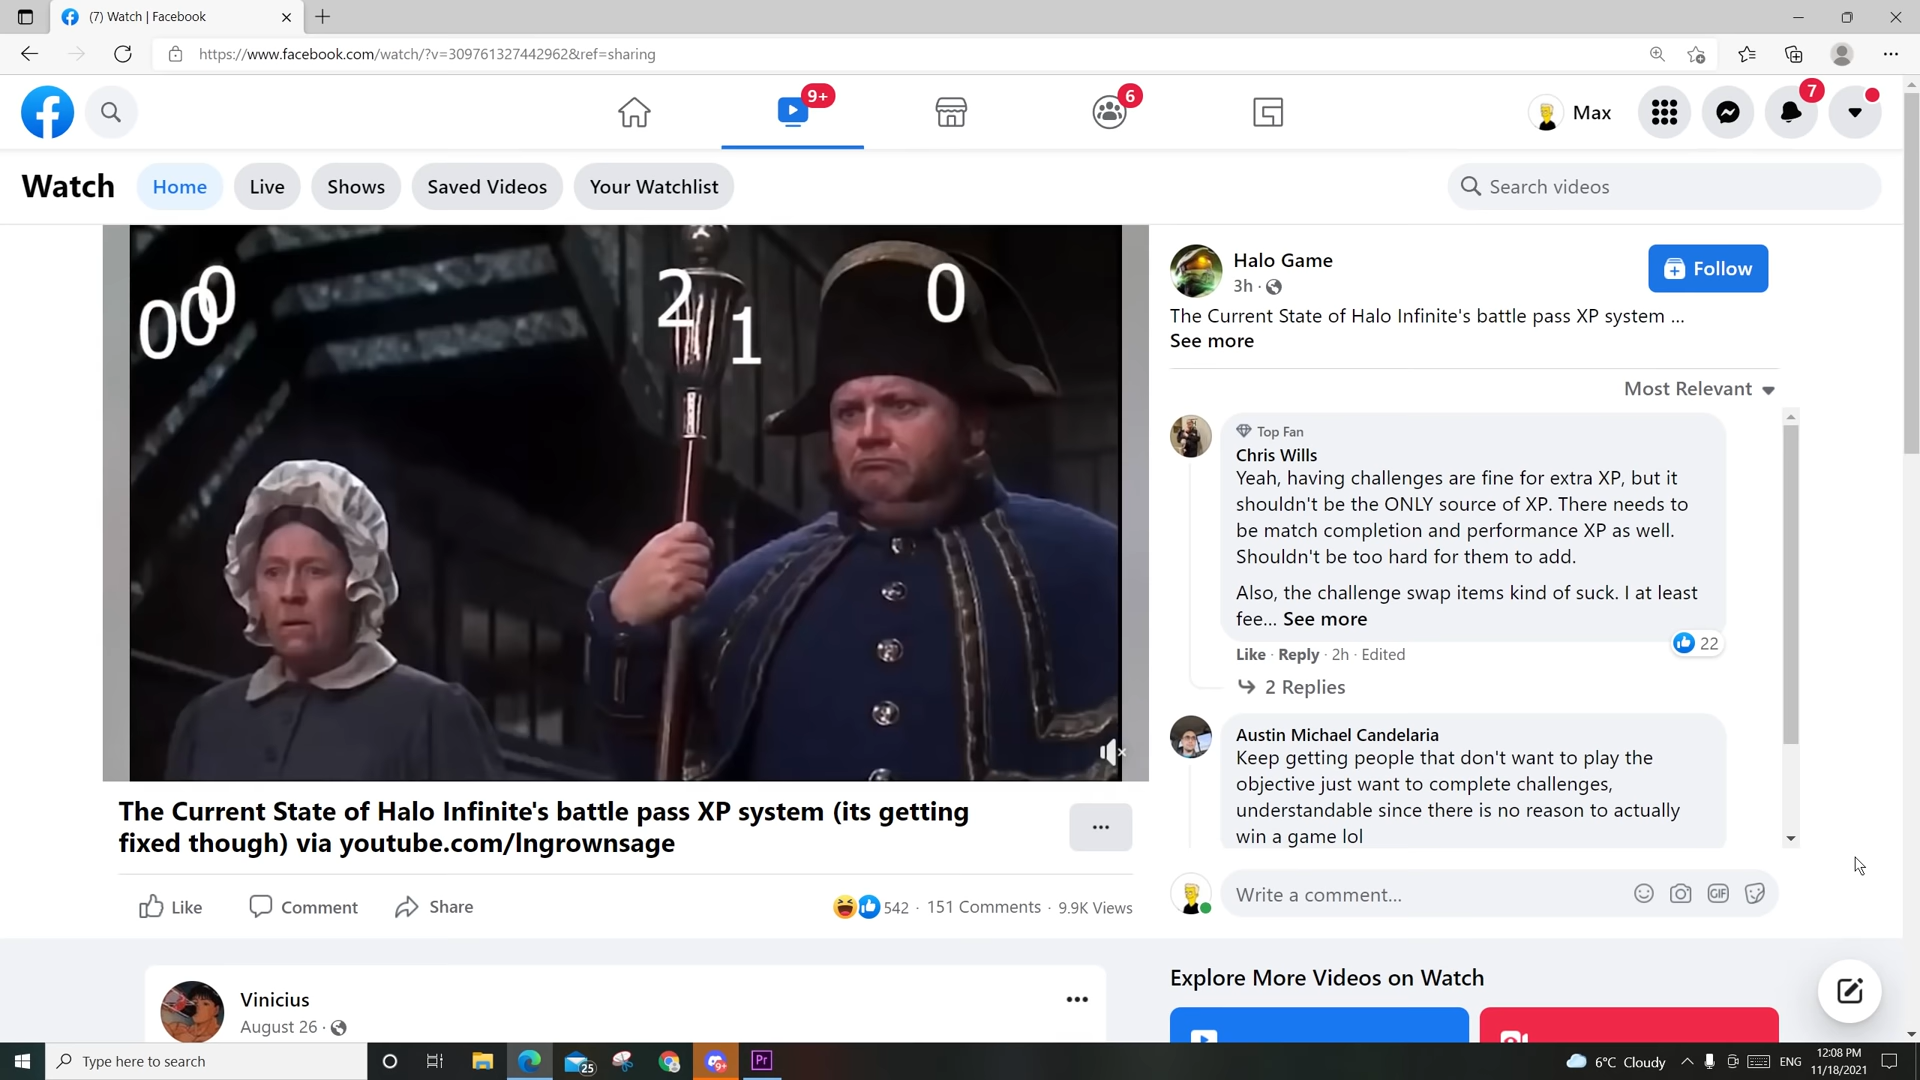 (7) Watch | Facebook
https://www.facebook.com/watch/?v=309761327442962&ref=sharing
9+
6
Max
7
Watch
Home
Live
Shows
Saved Videos
Your Watchlist
Search videos
000
2
1
0
Halo Game
3h ·
The Current State of Halo Infinite's battle pass XP system ...
See more
Most Relevant
Top Fan
Chris Wills
Yeah, having challenges are fine for extra XP, but it
shouldn't be the ONLY source of XP. There needs to
be match completion and performance XP as well.
Shouldn't be too hard for them to add.
Also, the challenge swap items kind of suck. I at least
fee... See more
22
Like · Reply · 2h · Edited
2 Replies
Austin Michael Candelaria
Keep getting people that don't want to play the
objective just want to complete challenges,
understandable since there is no reason to actually
win a game lol
Write a comment...
GIF
The Current State of Halo Infinite's battle pass XP system (its getting
fixed though) via youtube.com/Ingrownsage
Like
Comment
Share
542 · 151 Comments · 9.9K Views
Vinicius
August 26 ·
Explore More Videos on Watch
Type here to search
25
9+
Pr
6°C Cloudy
ENG
12:08 PM
11/18/2021